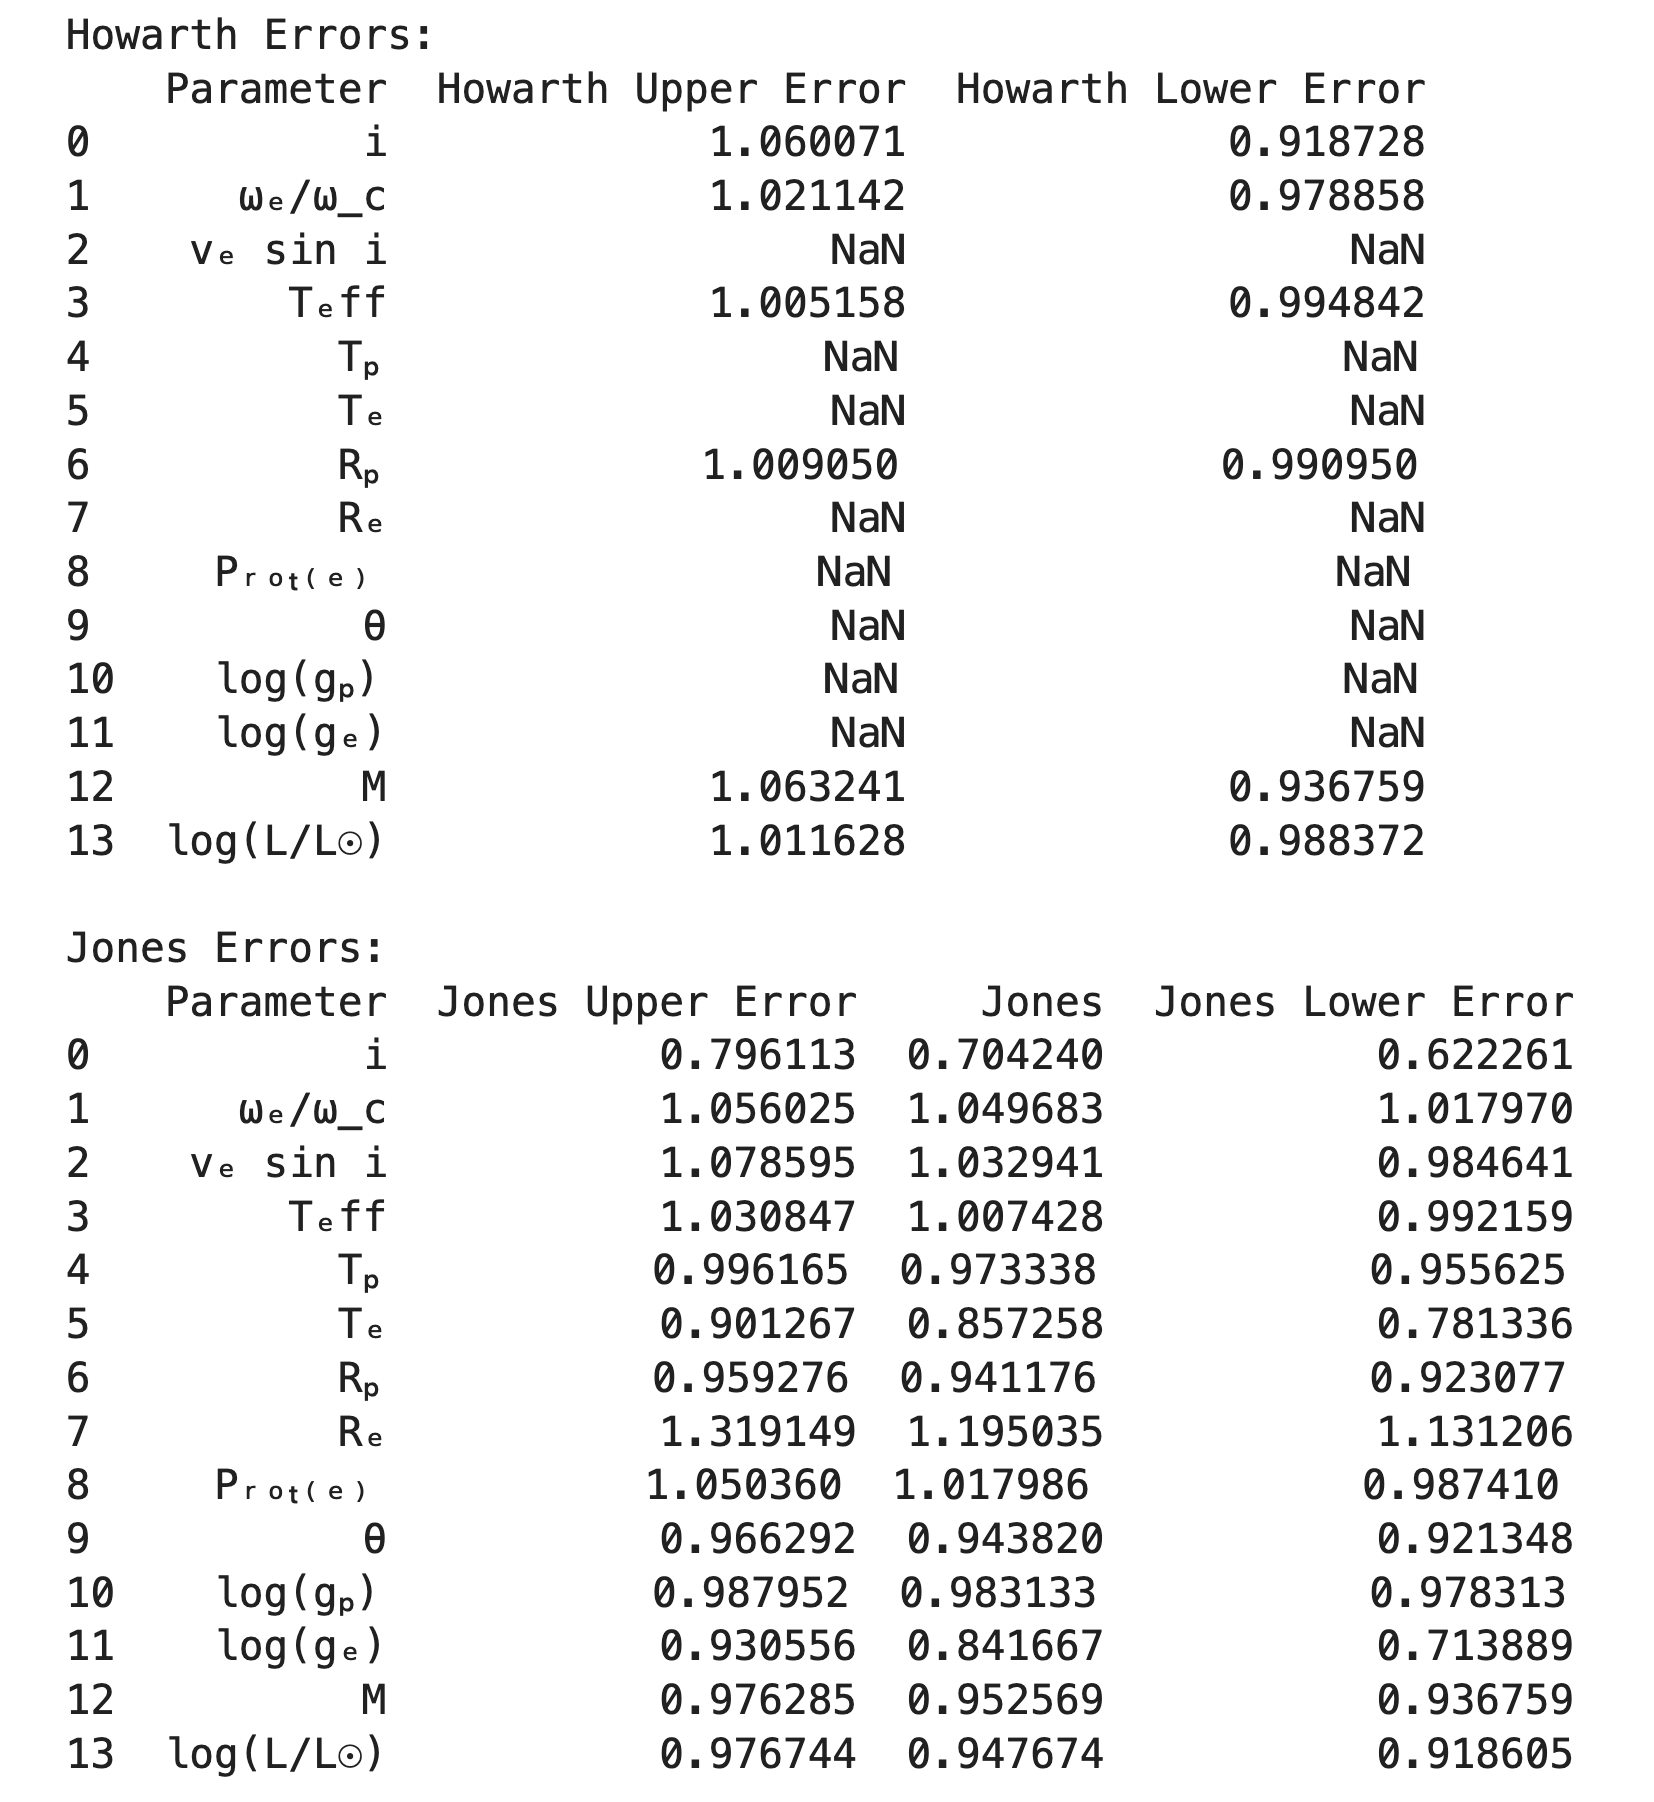 Howarth Errors:
Parameter Howarth Upper Error Howarth Lower Error
0 i 1.060071 0.918728
1 ωₑ/ω_c 1.021142 0.978858
2 vₑ sin i NaN NaN
3 Tₑff 1.005158 0.994842
4 Tₚ NaN NaN
5 Tₑ NaN NaN
6 Rₚ 1.009050 0.990950
7 Rₑ NaN NaN
8 Pᵣₒₜ₍ₑ₎ NaN NaN
9 θ NaN NaN
10 log(gₚ) NaN NaN
11 log(gₑ) NaN NaN
12 M 1.063241 0.936759
13 log(L/L☉) 1.011628 0.988372
Jones Errors:
Parameter Jones Upper Error Jones Jones Lower Error
0 i 0.796113 0.704240 0.622261
1 ωₑ/ω_c 1.056025 1.049683 1.017970
2 vₑ sin i 1.078595 1.032941 0.984641
3 Tₑff 1.030847 1.007428 0.992159
4 Tₚ 0.996165 0.973338 0.955625
5 Tₑ 0.901267 0.857258 0.781336
6 Rₚ 0.959276 0.941176 0.923077
7 Rₑ 1.319149 1.195035 1.131206
8 Pᵣₒₜ₍ₑ₎ 1.050360 1.017986 0.987410
9 θ 0.966292 0.943820 0.921348
10 log(gₚ) 0.987952 0.983133 0.978313
11 log(gₑ) 0.930556 0.841667 0.713889
12 M 0.976285 0.952569 0.936759
13 log(L/L☉) 0.976744 0.947674 0.918605